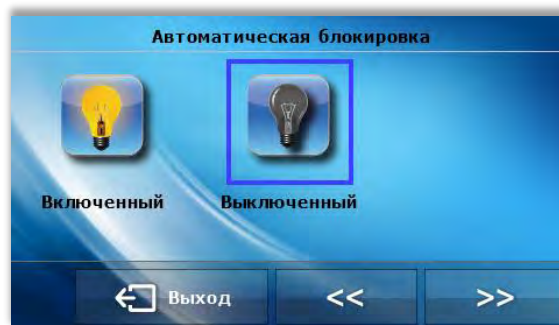 Автоматическая блокировка
Включенный Выключенный
Выход << >>